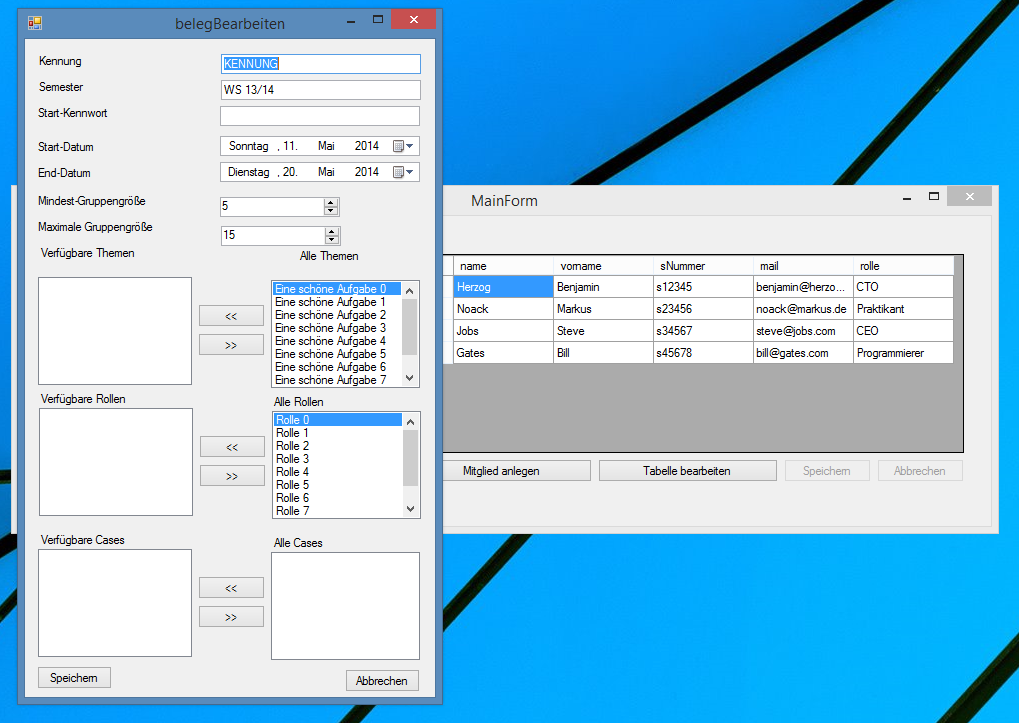 belegBearbeiten
Kennung KENNUNG
Semester WS 13/14
Start-Kennwort
Start-Datum Sonntag , 11. Mai 2014
End-Datum Dienstag , 20. Mai 2014
Mindest-Gruppengröße 5
Maximale Gruppengröße 15
Verfügbare Themen Alle Themen
Eine schöne Aufgabe 0
Eine schöne Aufgabe 1
Eine schöne Aufgabe 2
Eine schöne Aufgabe 3
Eine schöne Aufgabe 4
Eine schöne Aufgabe 5
Eine schöne Aufgabe 6
Eine schöne Aufgabe 7
<<
>>
Verfügbare Rollen Alle Rollen
Rolle 0
Rolle 1
Rolle 2
Rolle 3
Rolle 4
Rolle 5
Rolle 6
Rolle 7
<<
>>
Verfügbare Cases Alle Cases
<<
>>
Speichern Abbrechen
MainForm
name vorname sNummer mail rolle
Herzog Benjamin s12345 benjamin@herzo... CTO
Noack Markus s23456 noack@markus.de Praktikant
Jobs Steve s34567 steve@jobs.com CEO
Gates Bill s45678 bill@gates.com Programmierer
Mitglied anlegen Tabelle bearbeiten Speichern Abbrechen